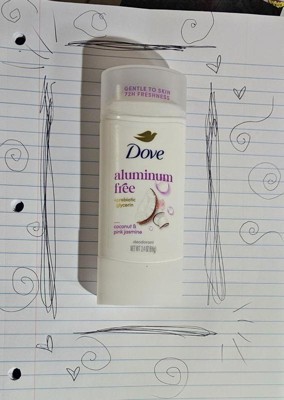 GENTLE TO SKIN
72H FRESHNESS
Dove
aluminum
free
coconut &
pink jasmine
deodorant